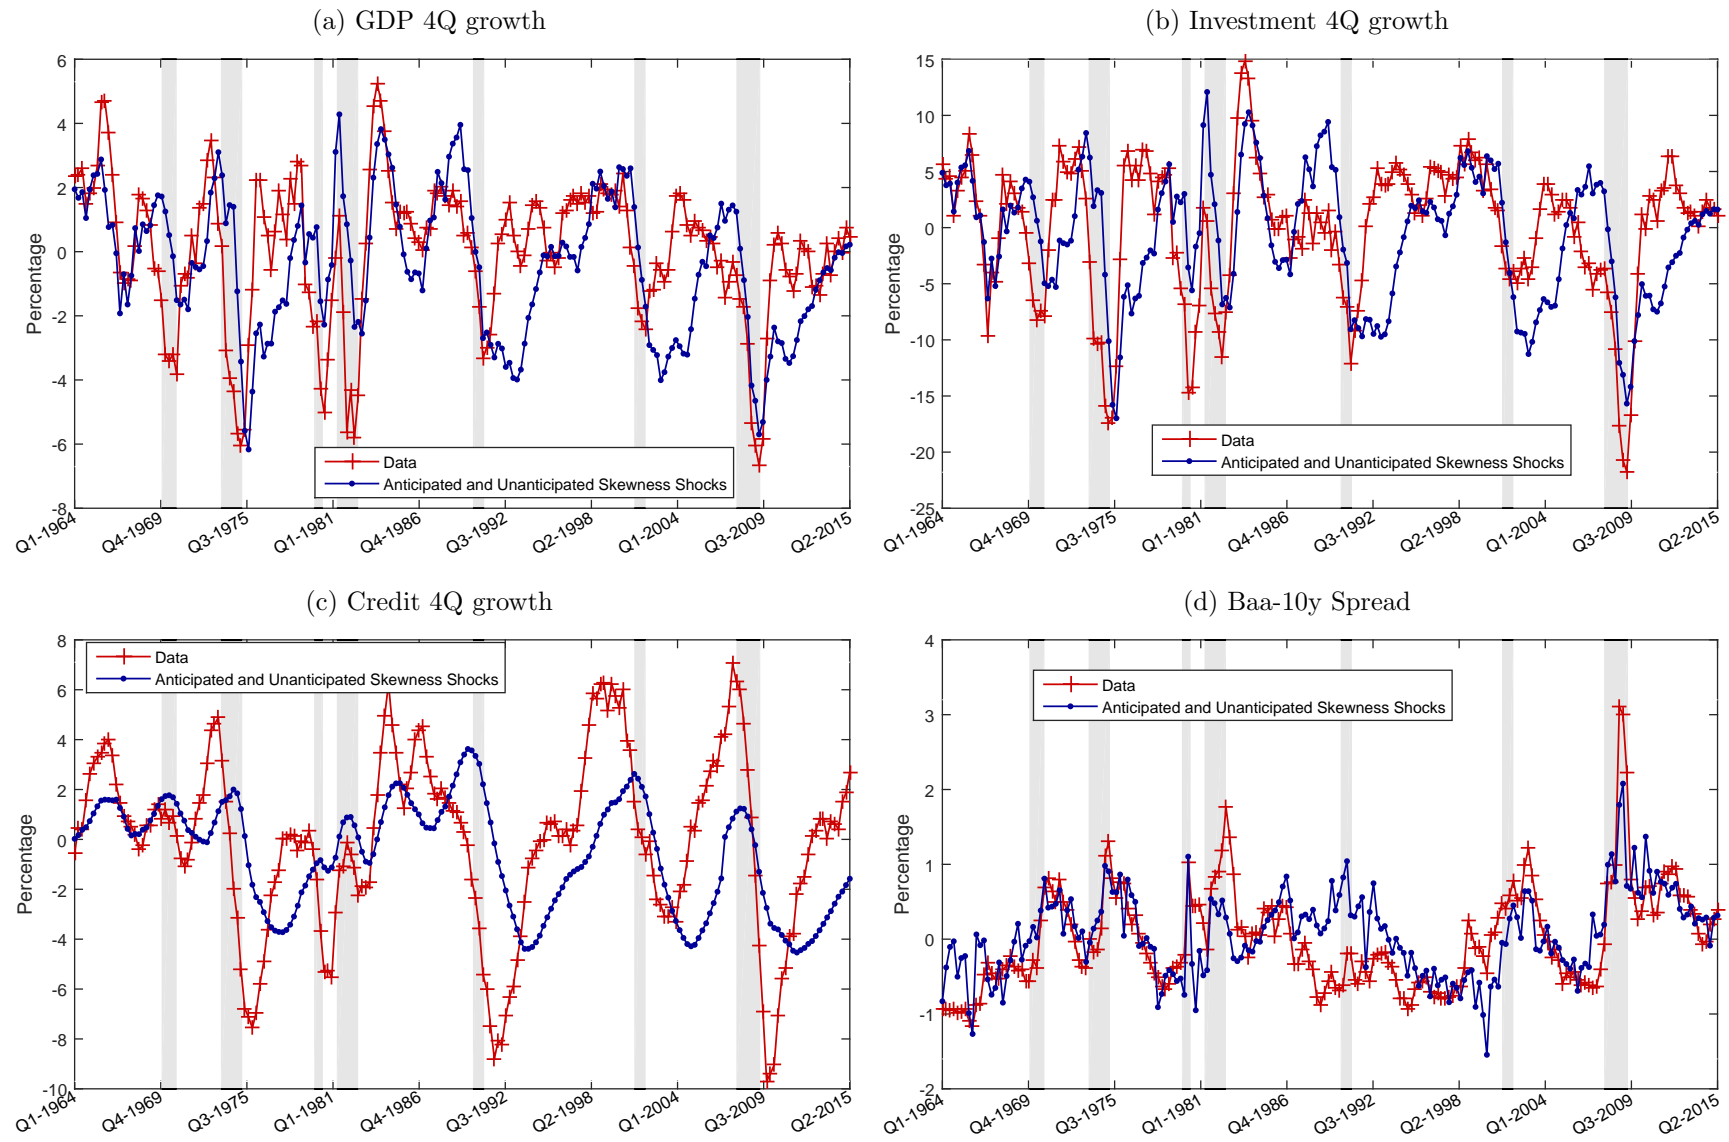 (a) GDP 4Q growth
Percentage
6
4
2
0
-2
-4
-6
-8
Data
Anticipated and Unanticipated Skewness Shocks
Q1-1964
Q4-1969
Q3-1975
Q1-1981
Q4-1986
Q3-1992
Q2-1998
Q1-2004
Q3-2009
Q2-2015
(b) Investment 4Q growth
Percentage
15
10
5
0
-5
-10
-15
-20
-25
Data
Anticipated and Unanticipated Skewness Shocks
Q1-1964
Q4-1969
Q3-1975
Q1-1981
Q4-1986
Q3-1992
Q2-1998
Q1-2004
Q3-2009
Q2-2015
(c) Credit 4Q growth
Percentage
8
6
4
2
0
-2
-4
-6
-8
-10
Data
Anticipated and Unanticipated Skewness Shocks
Q1-1964
Q4-1969
Q3-1975
Q1-1981
Q4-1986
Q3-1992
Q2-1998
Q1-2004
Q3-2009
Q2-2015
(d) Baa-10y Spread
Percentage
4
3
2
1
0
-1
-2
Data
Anticipated and Unanticipated Skewness Shocks
Q1-1964
Q4-1969
Q3-1975
Q1-1981
Q4-1986
Q3-1992
Q2-1998
Q1-2004
Q3-2009
Q2-2015